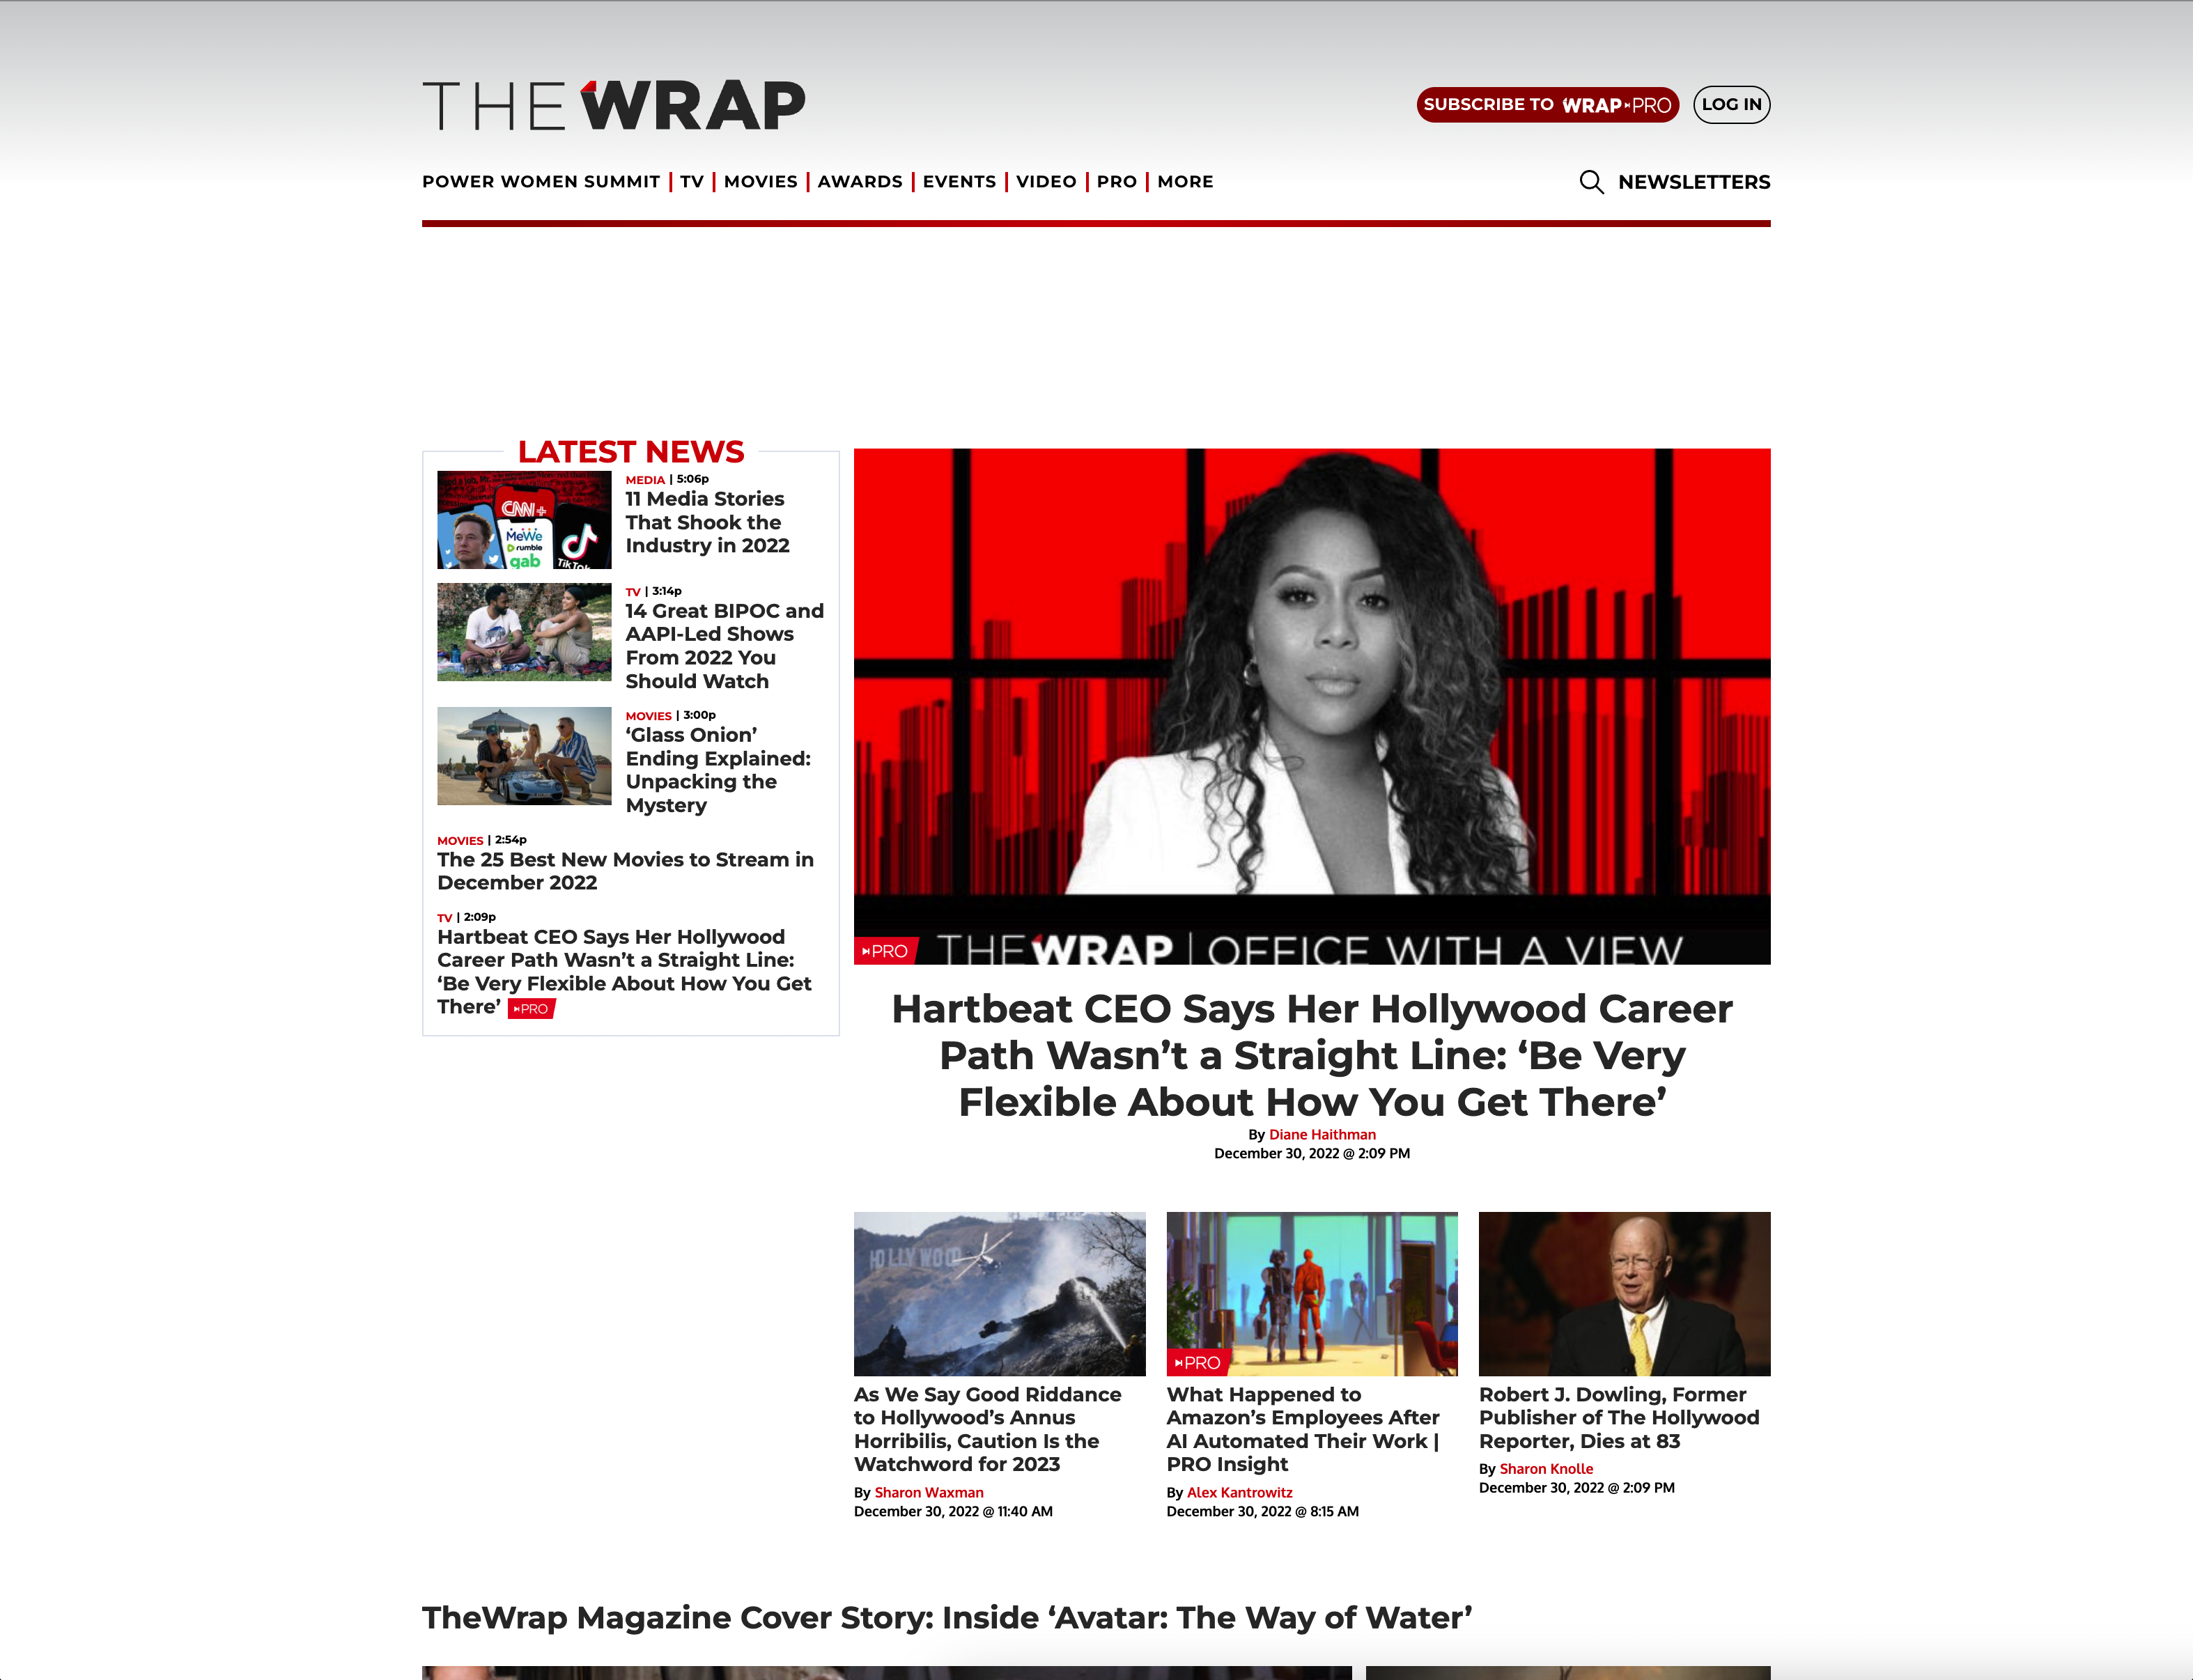 THE WRAP
SUBSCRIBE TO WRAP PRO
LOG IN
POWER WOMEN SUMMIT | TV | MOVIES | AWARDS | EVENTS | VIDEO | PRO | MORE
NEWSLETTERS
LATEST NEWS
CNN+
MeWe
rumble
gab
TikTok
MEDIA | 5:06p
11 Media Stories
That Shook the
Industry in 2022
TV | 3:14p
14 Great BIPOC and
AAPI-Led Shows
From 2022 You
Should Watch
MOVIES | 3:00p
‘Glass Onion’
Ending Explained:
Unpacking the
Mystery
MOVIES | 2:54p
The 25 Best New Movies to Stream in
December 2022
TV | 2:09p
Hartbeat CEO Says Her Hollywood
Career Path Wasn’t a Straight Line:
‘Be Very Flexible About How You Get
There’ PRO
PRO
THE WRAP | OFFICE WITH A VIEW
Hartbeat CEO Says Her Hollywood Career
Path Wasn’t a Straight Line: ‘Be Very
Flexible About How You Get There’
By Diane Haithman
December 30, 2022 @ 2:09 PM
HOLLYWOOD
As We Say Good Riddance
to Hollywood’s Annus
Horribilis, Caution Is the
Watchword for 2023
By Sharon Waxman
December 30, 2022 @ 11:40 AM
PRO
What Happened to
Amazon’s Employees After
AI Automated Their Work |
PRO Insight
By Alex Kantrowitz
December 30, 2022 @ 8:15 AM
Robert J. Dowling, Former
Publisher of The Hollywood
Reporter, Dies at 83
By Sharon Knolle
December 30, 2022 @ 2:09 PM
TheWrap Magazine Cover Story: Inside ‘Avatar: The Way of Water’